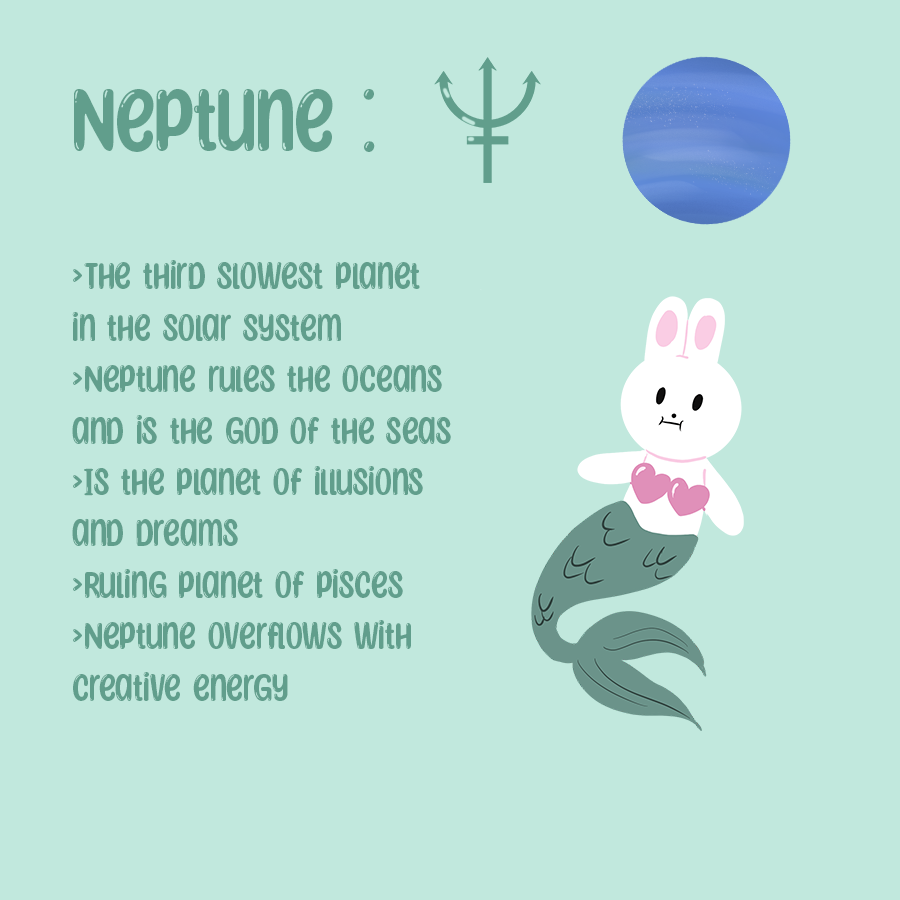 Neptune :
>The third slowest planet
in the solar system
>Neptune rules the oceans
and is the God of the seas
>Is the planet of illusions
and dreams
>Ruling planet of Pisces
>Neptune overflows with
creative energy